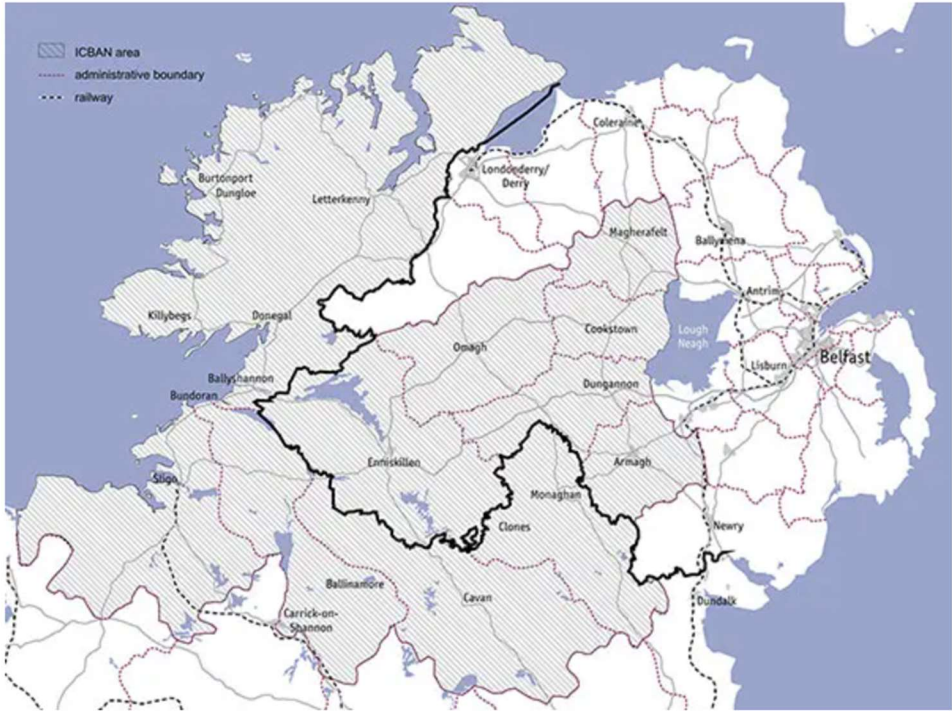 ICBAN area
administrative boundary
railway
Coleraine
Londonderry/
Derry
Burtonport
Dungloe
Letterkenny
Magherafelt
Ballymena
Antrim
Killybegs
Donegal
Cookstown
Lough
Neagh
Omagh
Belfast
Lisburn
Ballyshannon
Dungannon
Bundoran
Enniskillen
Armagh
Sligo
Monaghan
Clones
Newry
Ballinamore
Cavan
Dundalk
Carrick-on-
Shannon